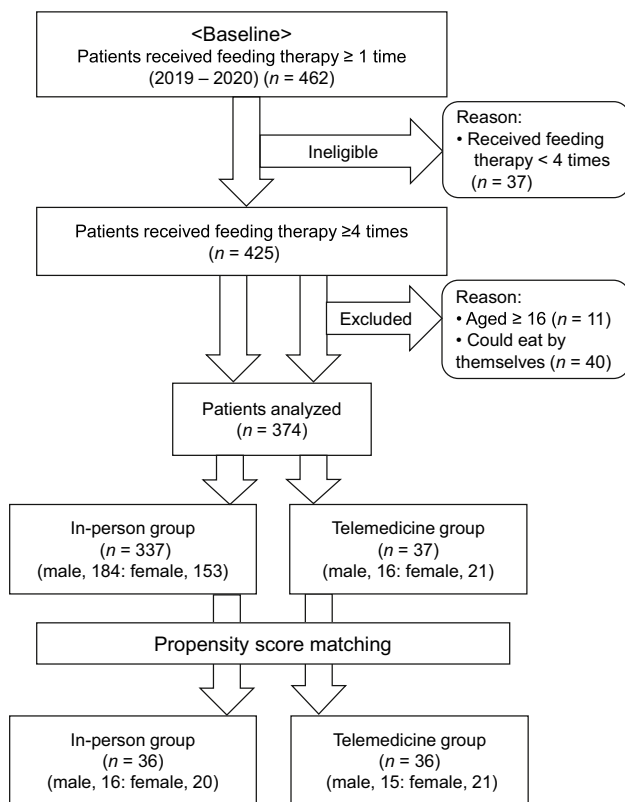 <Baseline>
Patients received feeding therapy ≥ 1 time
(2019 – 2020) (n = 462)
Ineligible
Reason:
• Received feeding
therapy < 4 times
(n = 37)
Patients received feeding therapy ≥4 times
(n = 425)
Excluded
Reason:
• Aged ≥ 16 (n = 11)
• Could eat by
themselves (n = 40)
Patients analyzed
(n = 374)
In-person group
(n = 337)
(male, 184: female, 153)
Telemedicine group
(n = 37)
(male, 16: female, 21)
Propensity score matching
In-person group
(n = 36)
(male, 16: female, 20)
Telemedicine group
(n = 36)
(male, 15: female, 21)